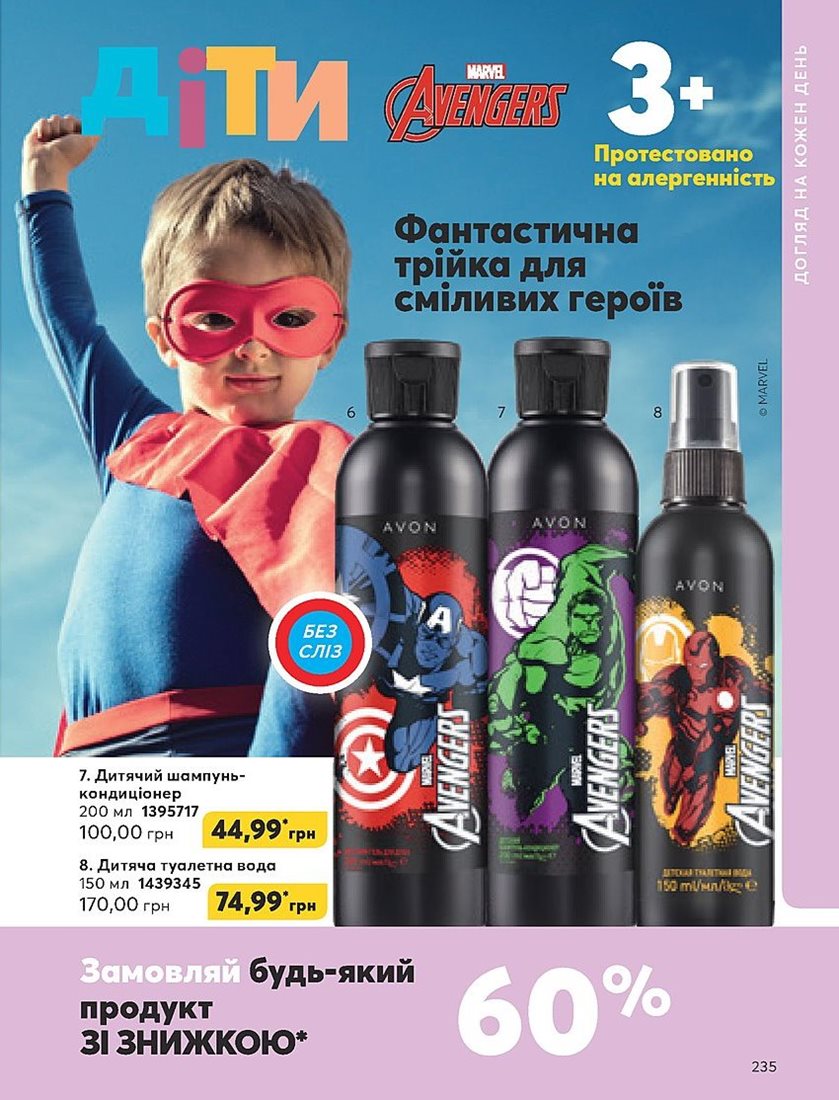 ДіТИ
MARVEL
AVENGERS
3+
Протестовано
на алергенність
ДОГЛЯД НА КОЖЕН ДЕНЬ
Фантастична
трійка для
сміливих героїв
© MARVEL
6
7
8
AVON
AVON
AVON
БЕЗ
СЛІЗ
MARVEL
AVENGERS
MARVEL
AVENGERS
MARVEL
AVENGERS
ДЕТСКАЯ ТУАЛЕТНАЯ ВОДА
150 ml/мл/
7. Дитячий шампунь-
кондиціонер
200 мл 1395717
100,00 грн 44,99* грн
8. Дитяча туалетна вода
150 мл 1439345
170,00 грн 74,99* грн
Замовляй будь-який
продукт
ЗІ ЗНИЖКОЮ*
60%
235